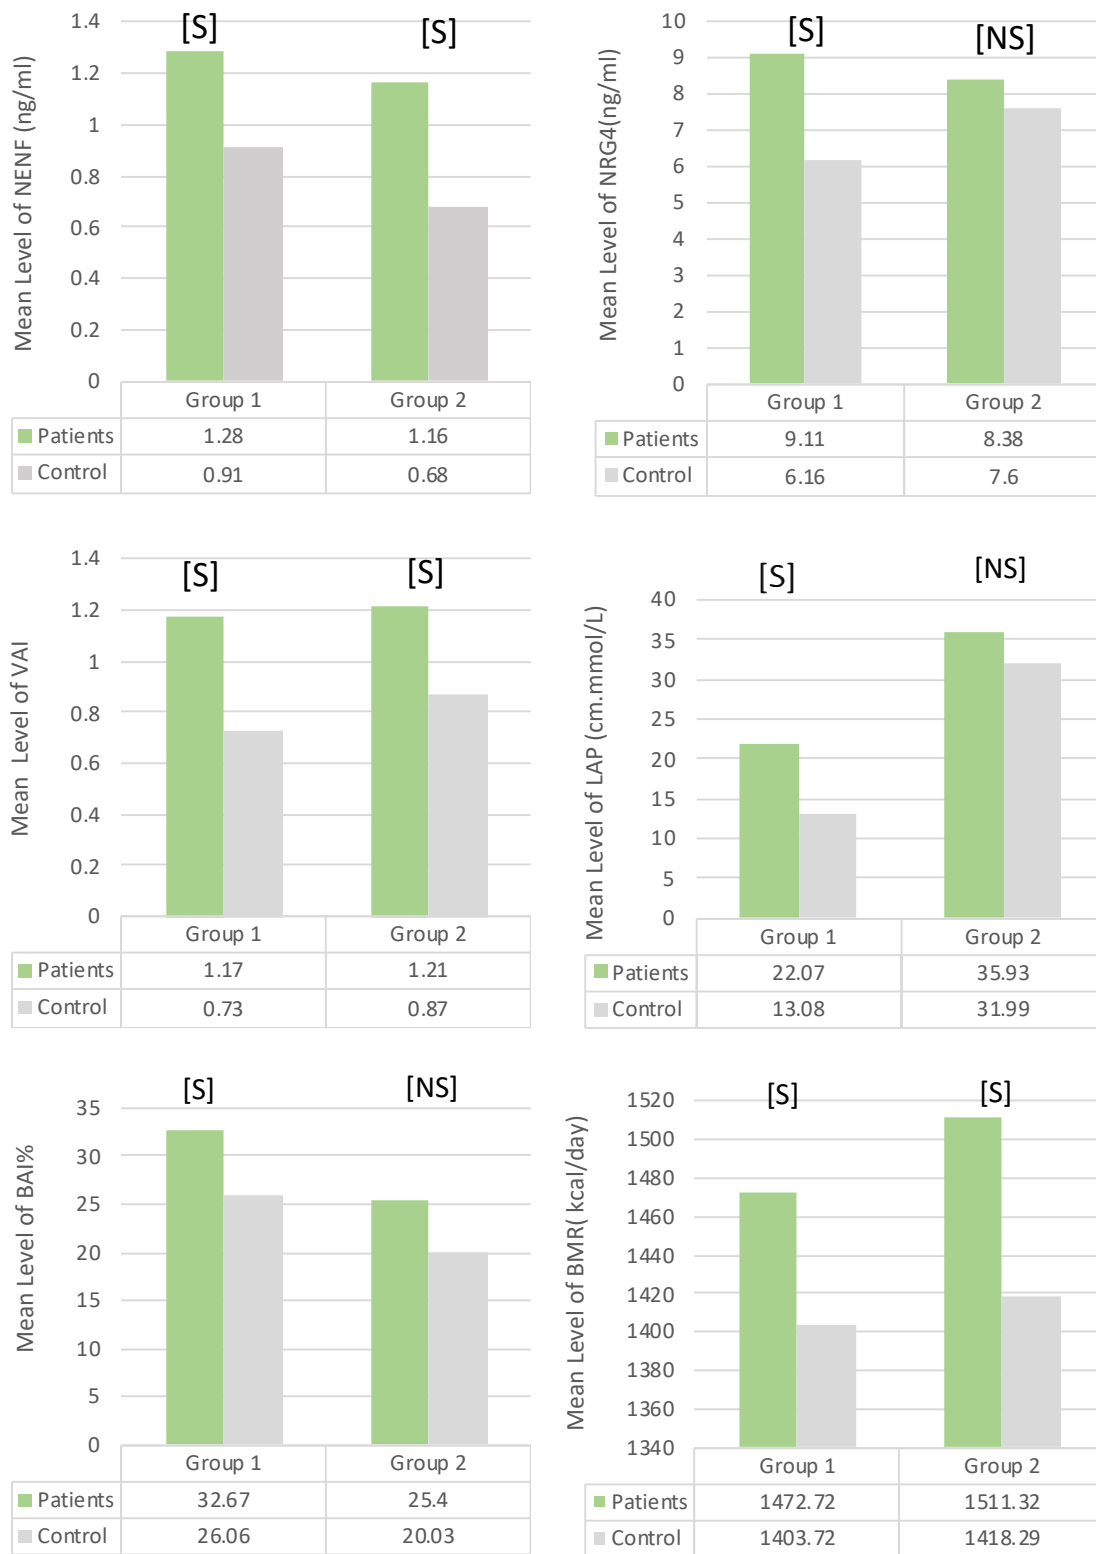 Mean Level of NENF (ng/ml)
1.4
1.2
1
0.8
0.6
0.4
0.2
0
[S]
[S]
Group 1
Group 2
Patients
1.28
1.16
Control
0.91
0.68
Mean Level of NRG4(ng/ml)
10
9
8
7
6
5
4
3
2
1
0
[S]
[NS]
Group 1
Group 2
Patients
9.11
8.38
Control
6.16
7.6
Mean Level of VAI
1.4
1.2
1
0.8
0.6
0.4
0.2
0
[S]
[S]
Group 1
Group 2
Patients
1.17
1.21
Control
0.73
0.87
Mean Level of LAP (cm.mmol/L)
40
35
30
25
20
15
10
5
0
[S]
[NS]
Group 1
Group 2
Patients
22.07
35.93
Control
13.08
31.99
Mean Level of BAI%
35
30
25
20
15
10
5
0
[S]
[NS]
Group 1
Group 2
Patients
32.67
25.4
Control
26.06
20.03
Mean Level of BMR( kcal/day)
1520
1500
1480
1460
1440
1420
1400
1380
1360
1340
[S]
[S]
Group 1
Group 2
Patients
1472.72
1511.32
Control
1403.72
1418.29